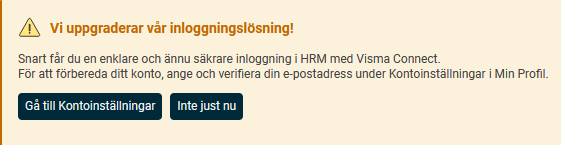 Vi uppgraderar vår inloggningslösning!
Snart får du en enklare och ännu säkrare inloggning i HRM med Visma Connect.
För att förbereda ditt konto, ange och verifiera din e-postadress under Kontoinställningar i Min Profil.
Gå till Kontoinställningar Inte just nu